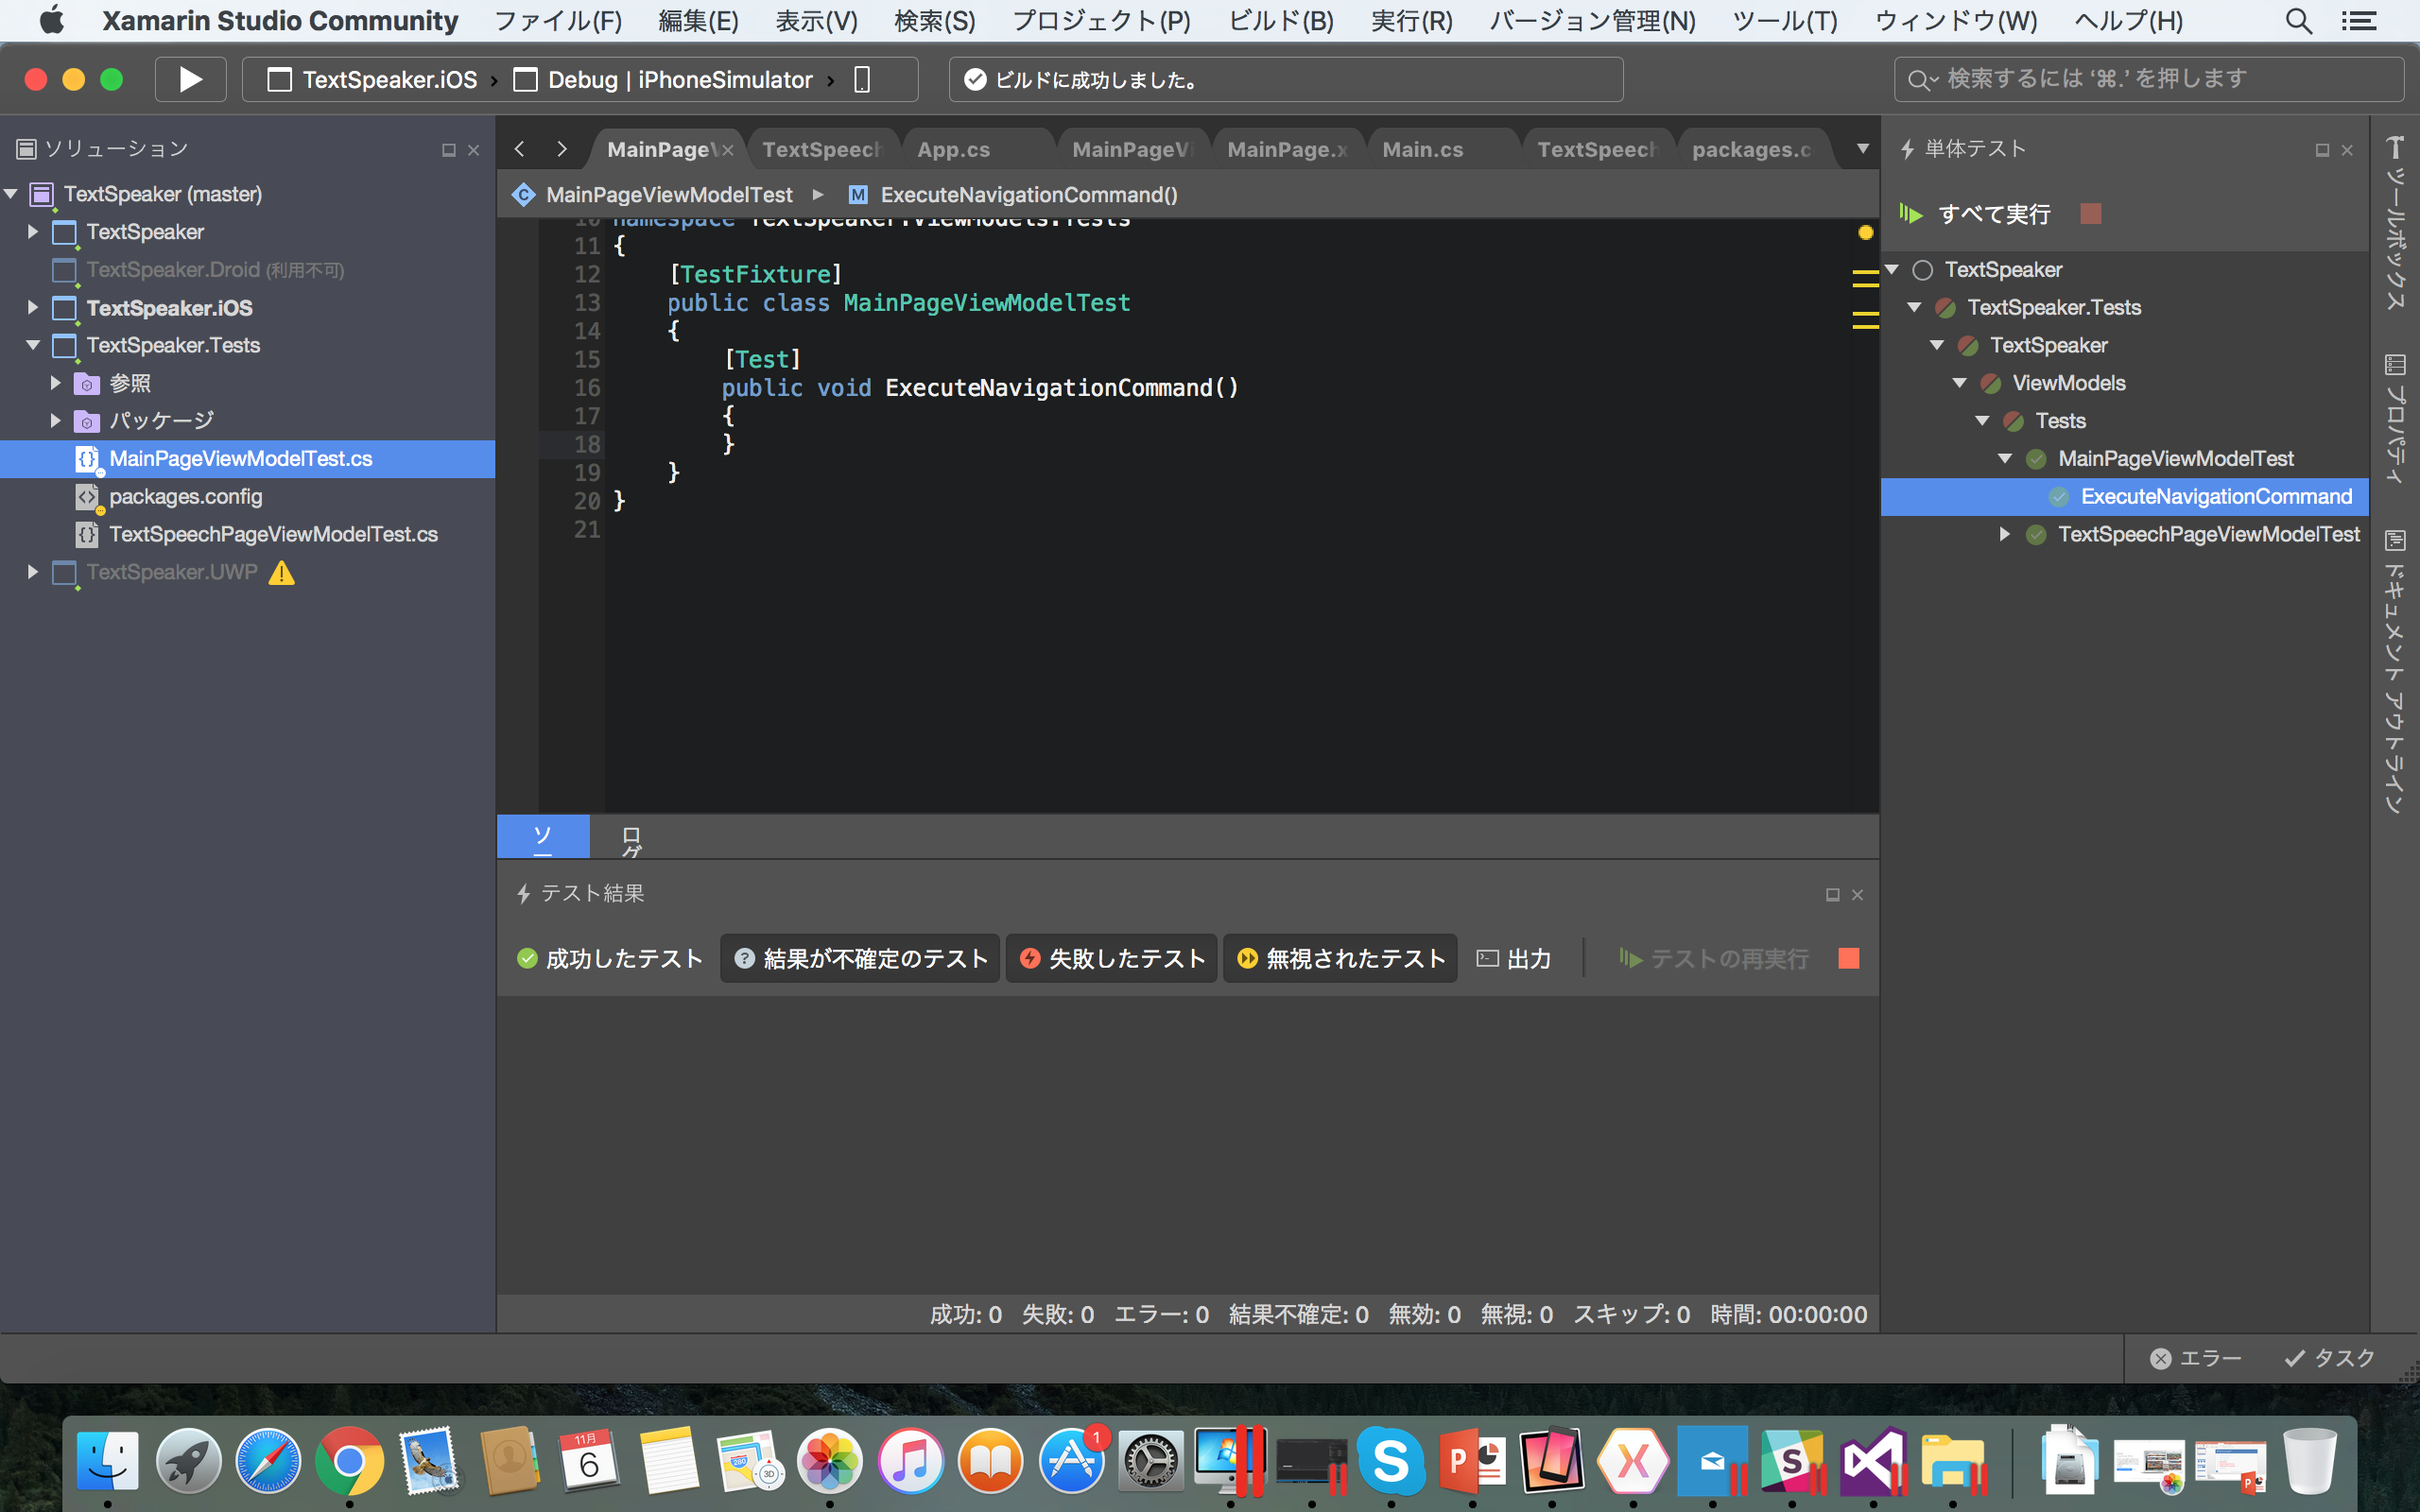 Xamarin Studio Community ファイル(F) 編集(E) 表示(V) 検索(S) プロジェクト(P) ビルド(B) 実行(R) バージョン管理(N) ツール(T) ウィンドウ(W) ヘルプ(H)
TextSpeaker.iOS › Debug | iPhoneSimulator ›
ビルドに成功しました。
検索するには ‘⌘.’ を押します
ソリューション
TextSpeaker (master)
TextSpeaker
TextSpeaker.Droid (利用不可)
TextSpeaker.iOS
TextSpeaker.Tests
参照
パッケージ
MainPageViewModelTest.cs
packages.config
TextSpeechPageViewModelTest.cs
TextSpeaker.UWP
MainPageV TextSpeech App.cs MainPageVi MainPage.x Main.cs TextSpeech packages.c
MainPageViewModelTest ▸ M ExecuteNavigationCommand()
10 namespace TextSpeaker.ViewModels.Tests
11 {
12 [TestFixture]
13 public class MainPageViewModelTest
14 {
15 [Test]
16 public void ExecuteNavigationCommand()
17 {
18 }
19 }
20 }
21
ソー
ログ
テスト結果
成功したテスト 結果が不確定のテスト 失敗したテスト 無視されたテスト 出力 テストの再実行
成功: 0 失敗: 0 エラー: 0 結果不確定: 0 無効: 0 無視: 0 スキップ: 0 時間: 00:00:00
単体テスト
すべて実行
TextSpeaker
TextSpeaker.Tests
TextSpeaker
ViewModels
Tests
MainPageViewModelTest
ExecuteNavigationCommand
TextSpeechPageViewModelTest
ツールボックス
プロパティ
ドキュメント アウトライン
エラー タスク
11月
6
280
3D
1